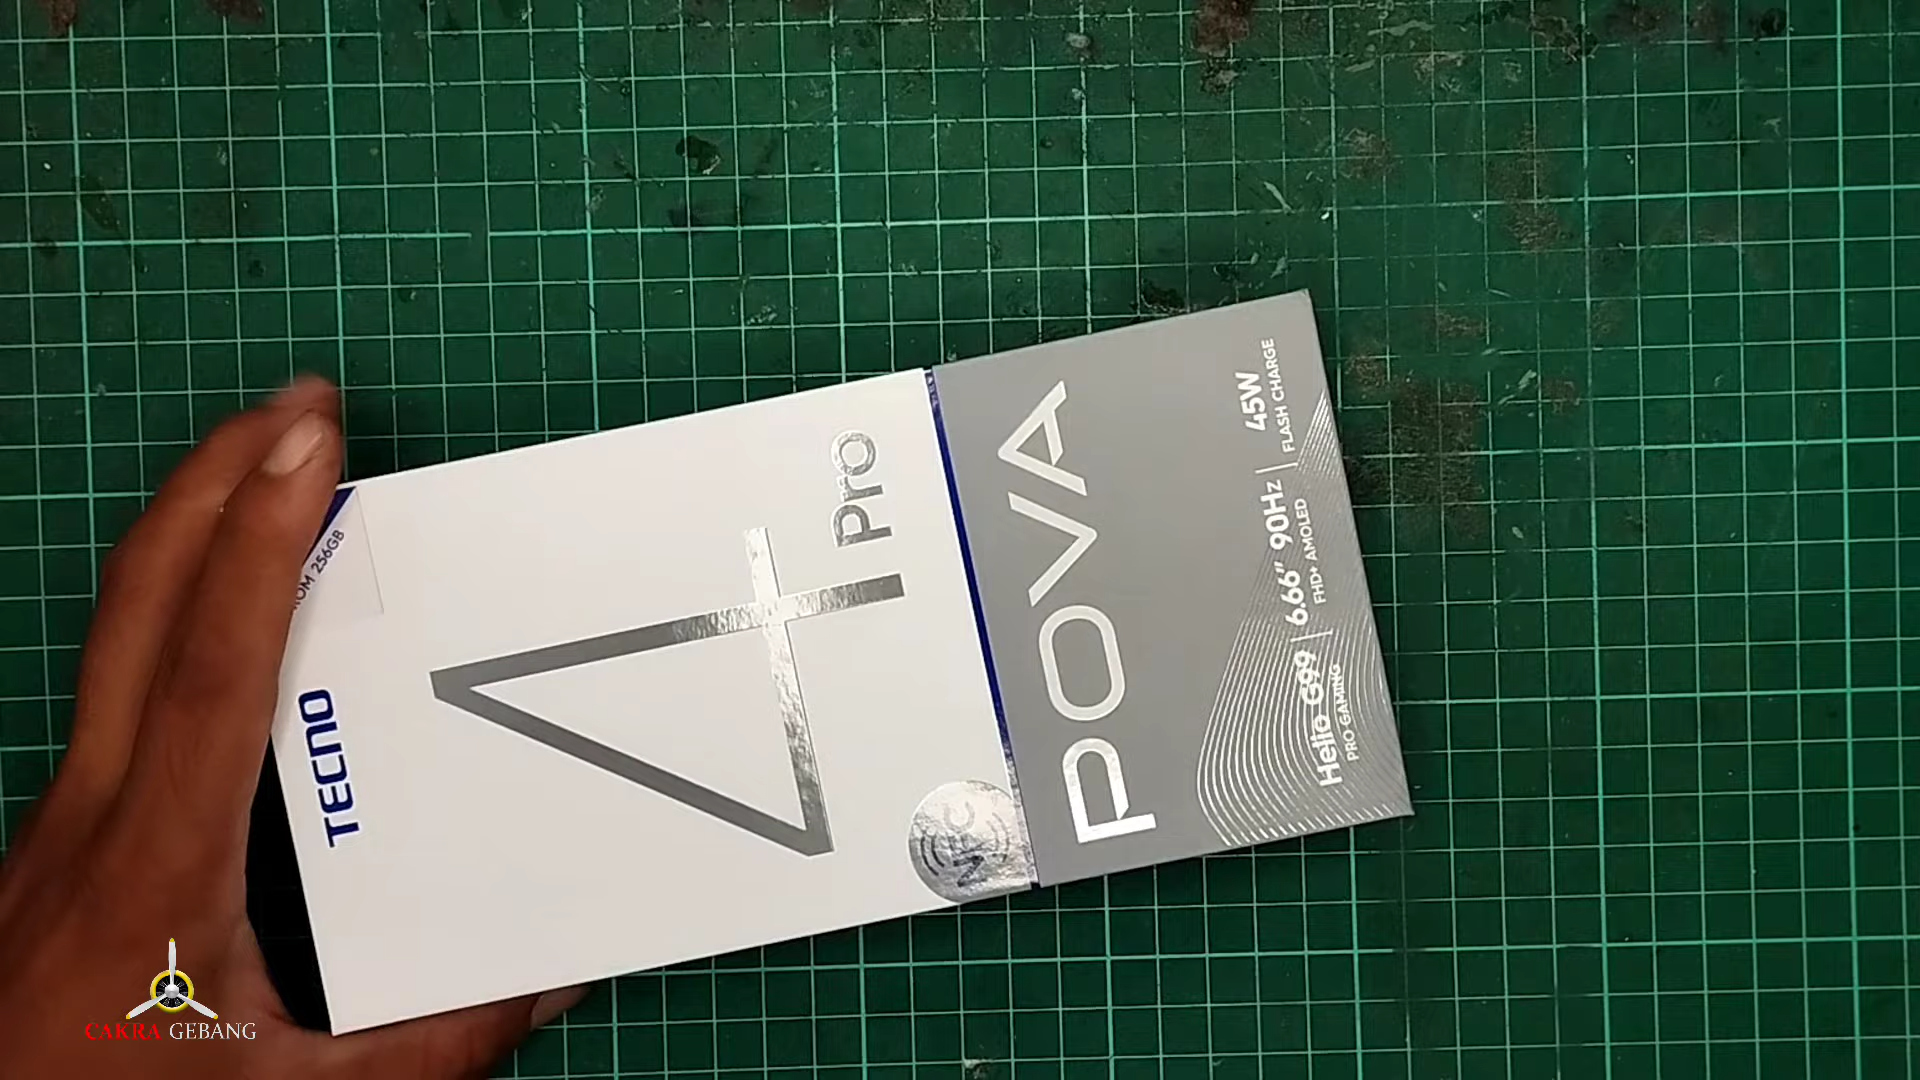 TECNO
256GB
4 Pro
NFC
POVA
Helio G99
PRO GAMING
6.66″ 90Hz
FHD+ AMOLED
45W
FLASH CHARGE
CAKRA GEBANG